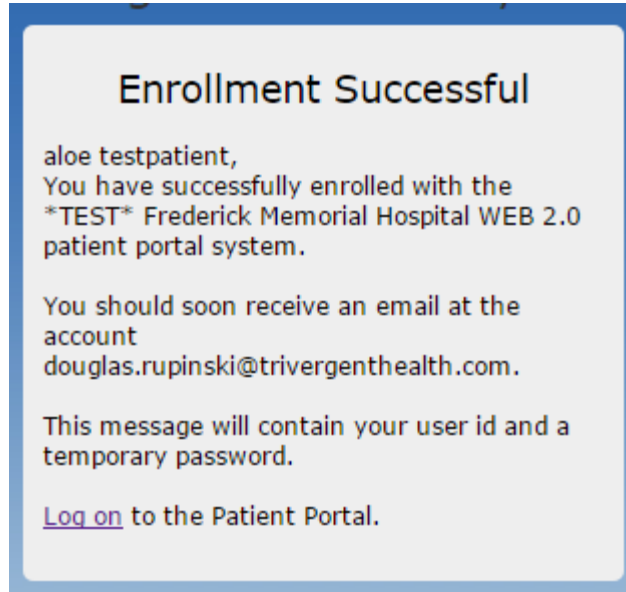 Enrollment Successful
aloe testpatient,
You have successfully enrolled with the
*TEST* Frederick Memorial Hospital WEB 2.0
patient portal system.
You should soon receive an email at the
account
douglas.rupinski@trivergenthealth.com.
This message will contain your user id and a
temporary password.
Log on to the Patient Portal.